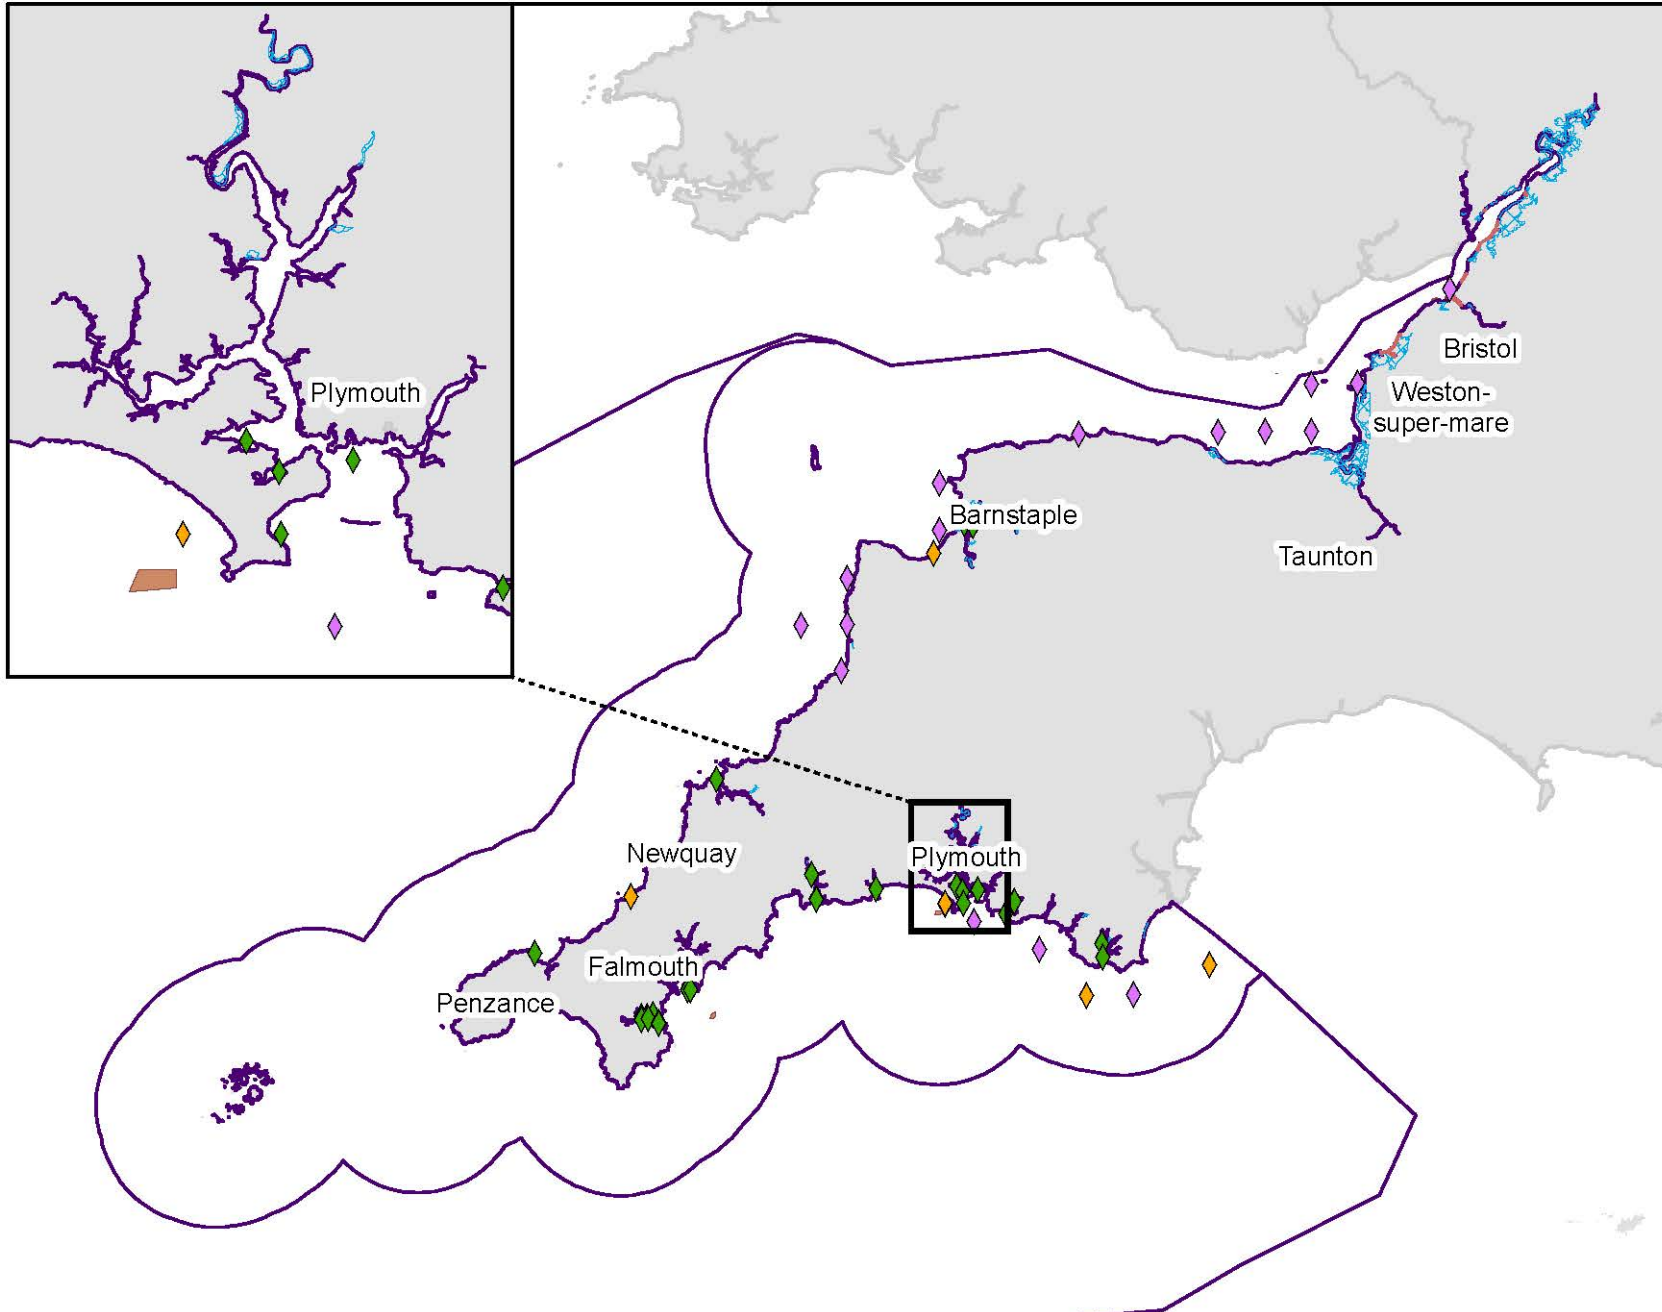 Plymouth
Bristol
Weston-
super-mare
Barnstaple
Taunton
Newquay
Plymouth
Falmouth
Penzance